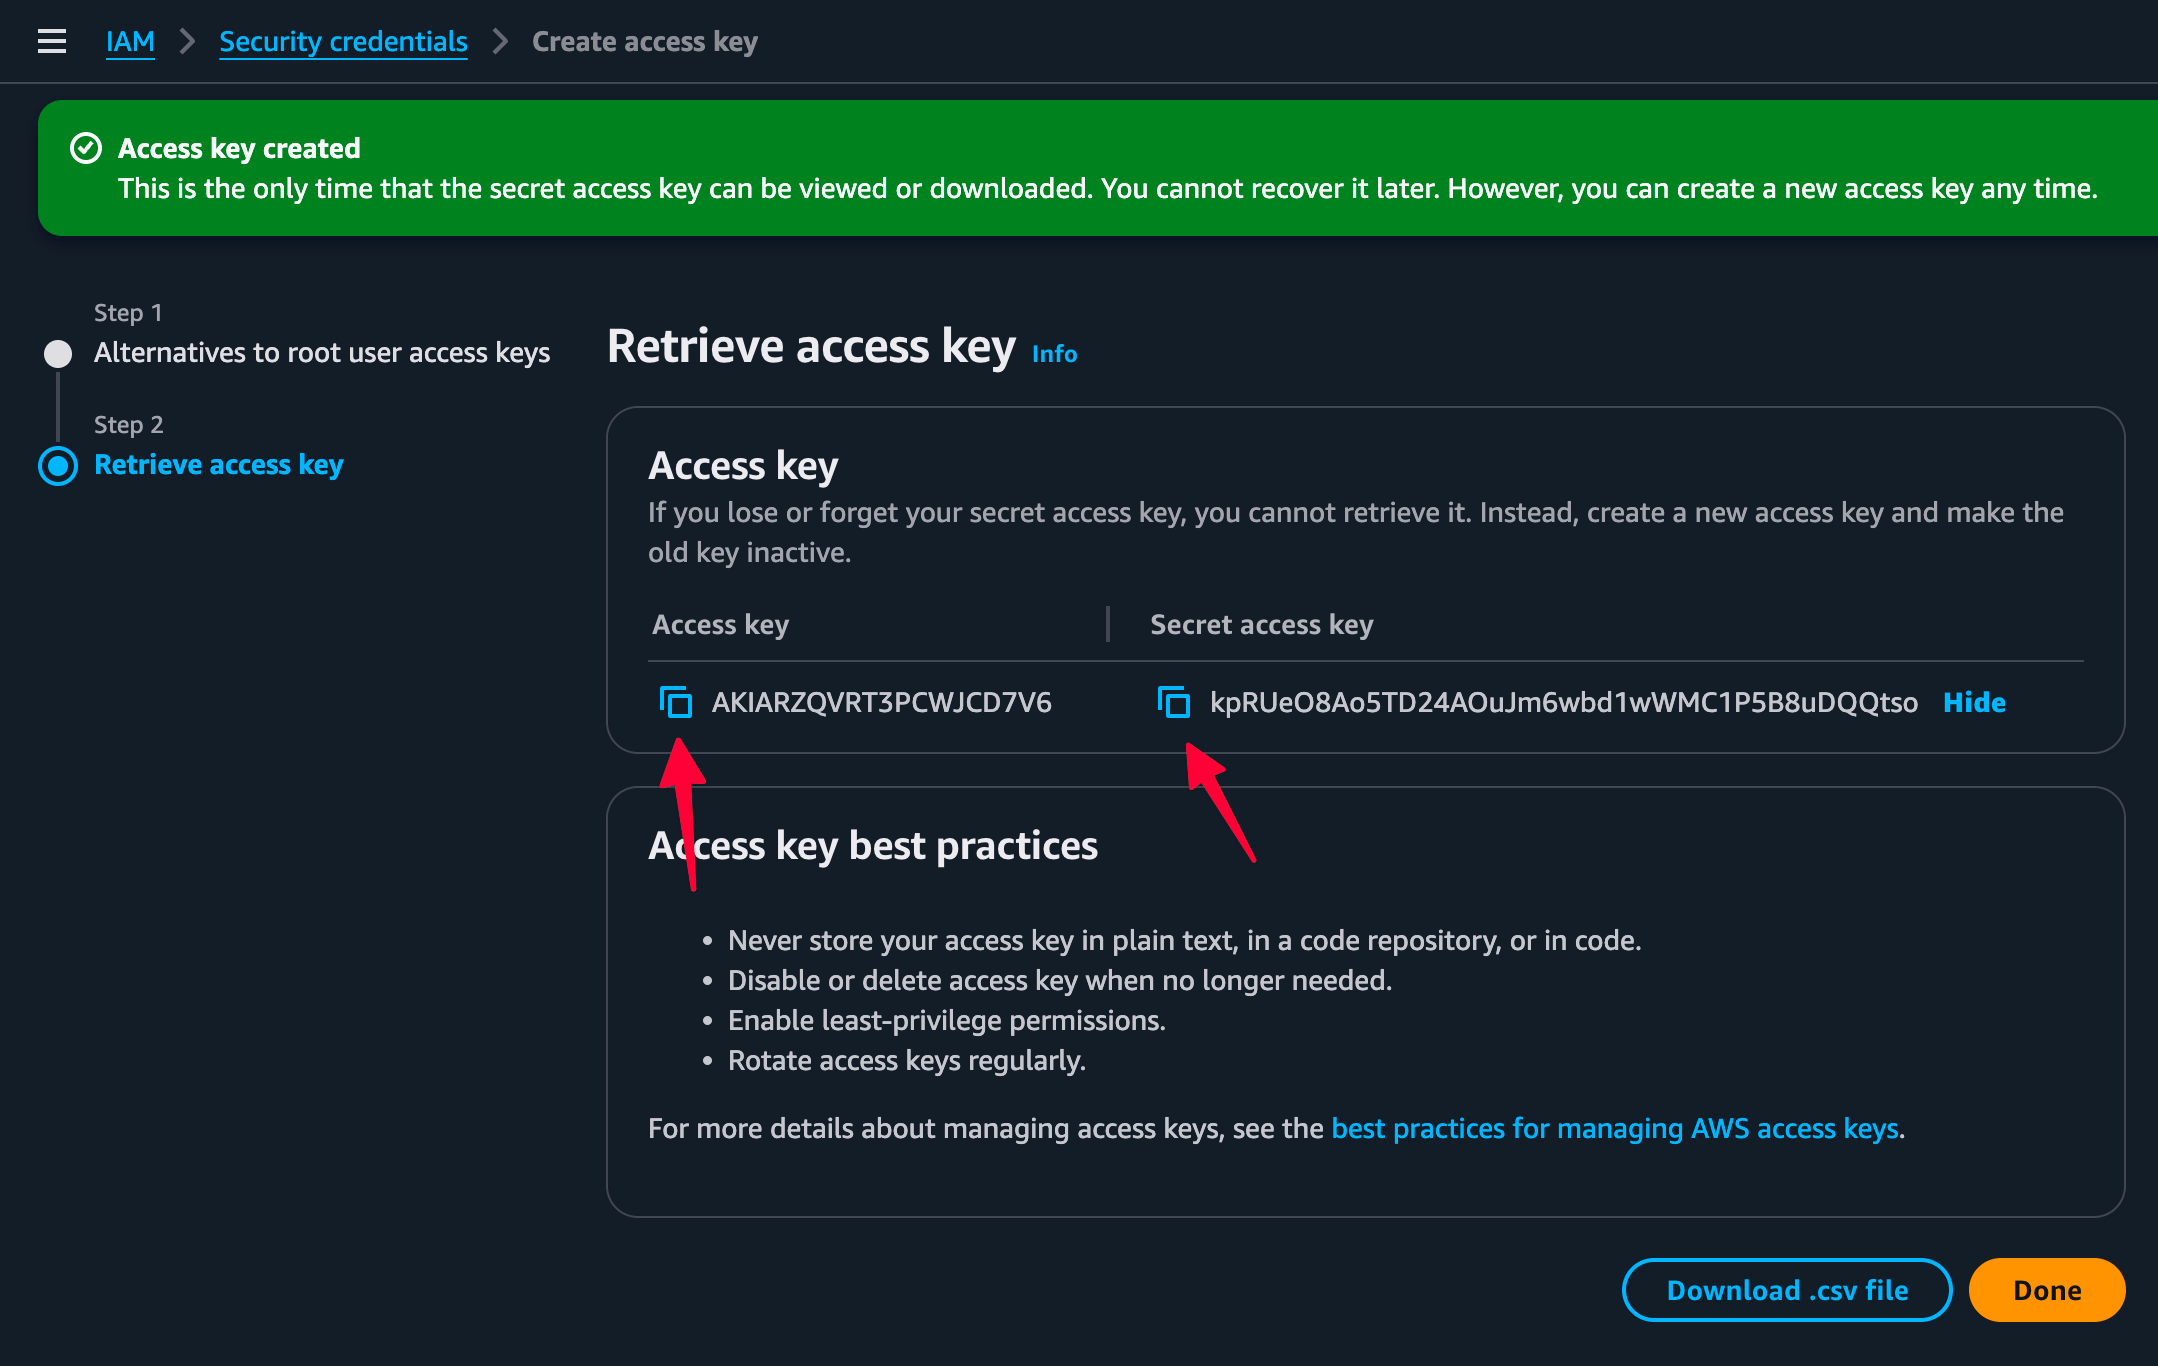 IAM > Security credentials > Create access key
Access key created
This is the only time that the secret access key can be viewed or downloaded. You cannot recover it later. However, you can create a new access key any time.
Step 1
Alternatives to root user access keys
Step 2
Retrieve access key
Retrieve access key Info
Access key
If you lose or forget your secret access key, you cannot retrieve it. Instead, create a new access key and make the
old key inactive.
Access key | Secret access key
AKIARZQVRT3PCWJCD7V6 kpRUeO8Ao5TD24AOuJm6wbd1wWMC1P5B8uDQQtso Hide
Access key best practices
• Never store your access key in plain text, in a code repository, or in code.
• Disable or delete access key when no longer needed.
• Enable least-privilege permissions.
• Rotate access keys regularly.
For more details about managing access keys, see the best practices for managing AWS access keys.
Download .csv file Done